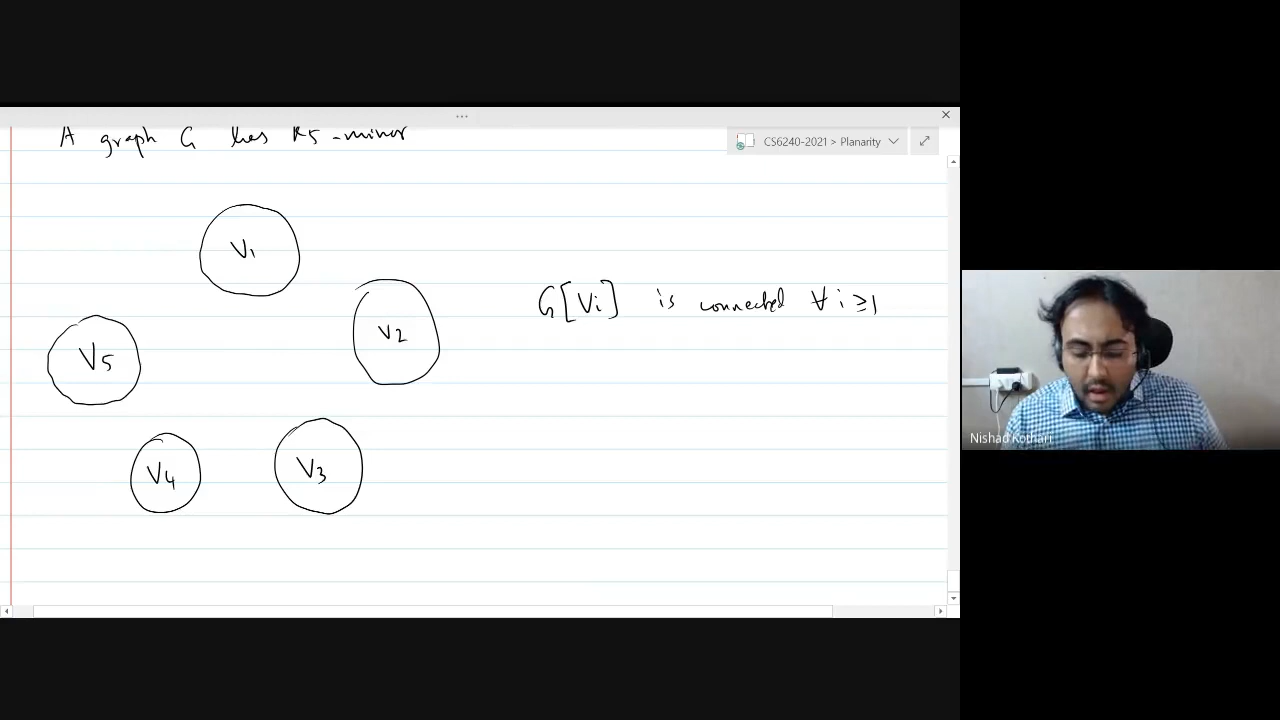 A graph G has K5-minor
CS6240-2021 > Planarity
V1
G[Vi] is connected ∀ i ≥ 1
V2
V5
V4
V3
Nishad Kothari